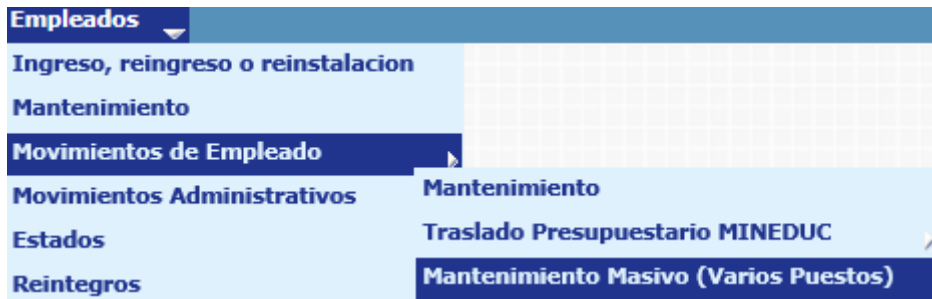 Empleados
Ingreso, reingreso o reinstalacion
Mantenimiento
Movimientos de Empleado
Movimientos Administrativos
Estados
Reintegros
Mantenimiento
Traslado Presupuestario MINEDUC
Mantenimiento Masivo (Varios Puestos)